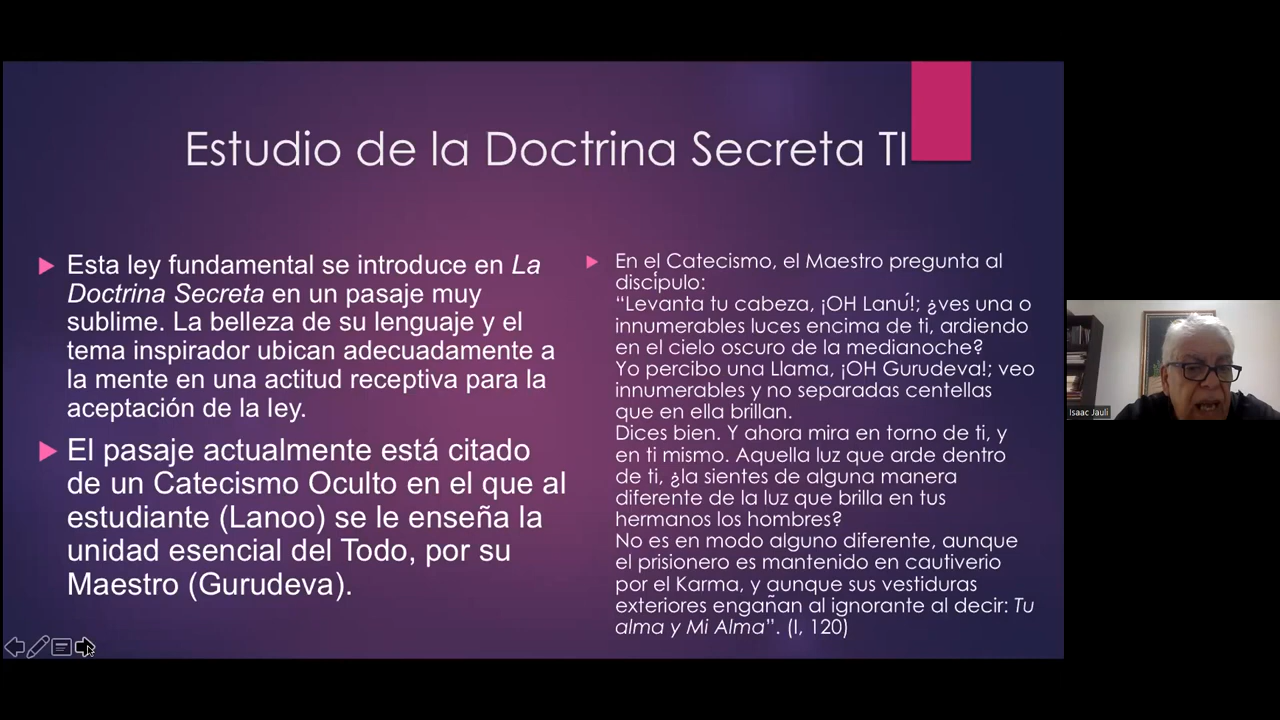 Estudio de la Doctrina Secreta TI
Esta ley fundamental se introduce en La
Doctrina Secreta en un pasaje muy
sublime. La belleza de su lenguaje y el
tema inspirador ubican adecuadamente a
la mente en una actitud receptiva para la
aceptación de la ley.
El pasaje actualmente está citado
de un Catecismo Oculto en el que al
estudiante (Lanoo) se le enseña la
unidad esencial del Todo, por su
Maestro (Gurudeva).
En el Catecismo, el Maestro pregunta al
discípulo:
“Levanta tu cabeza, ¡OH Lanú!; ¿ves una o
innumerables luces encima de ti, ardiendo
en el cielo oscuro de la medianoche?
Yo percibo una Llama, ¡OH Gurudeva!; veo
innumerables y no separadas centellas
que en ella brillan.
Dices bien. Y ahora mira en torno de ti, y
en ti mismo. Aquella luz que arde dentro
de ti, ¿la sientes de alguna manera
diferente de la luz que brilla en tus
hermanos los hombres?
No es en modo alguno diferente, aunque
el prisionero es mantenido en cautiverio
por el Karma, y aunque sus vestiduras
exteriores engañan al ignorante al decir: Tu
alma y Mi Alma”. (I, 120)
Isaac Jauli